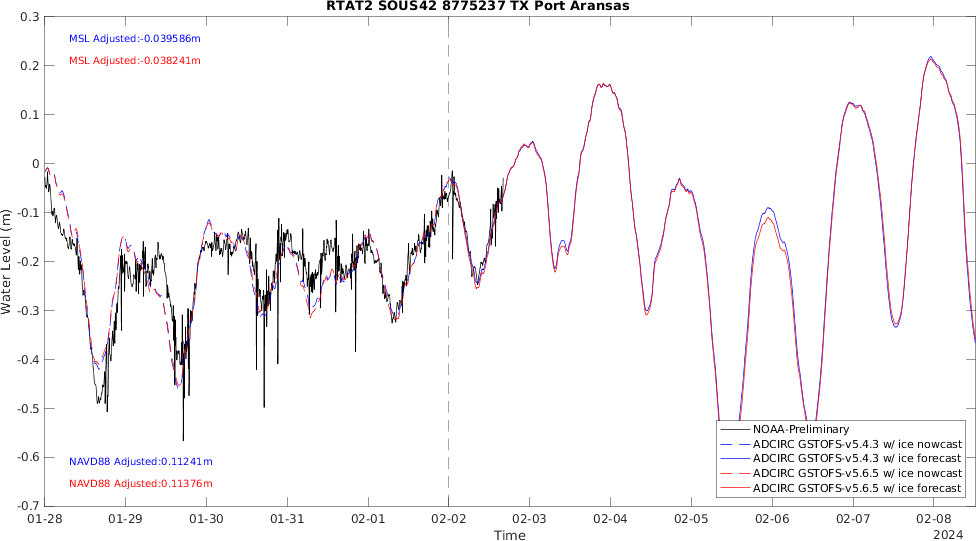 RTAT2 SOUS42 8775237 TX Port Aransas
0.3
0.2
0.1
0
-0.1
-0.2
-0.3
-0.4
-0.5
-0.6
-0.7
Water Level (m)
MSL Adjusted:-0.039586m
MSL Adjusted:-0.038241m
NAVD88 Adjusted:0.11241m
NAVD88 Adjusted:0.11376m
NOAA-Preliminary
ADCIRC GSTOFS-v5.4.3 w/ ice nowcast
ADCIRC GSTOFS-v5.4.3 w/ ice forecast
ADCIRC GSTOFS-v5.6.5 w/ ice nowcast
ADCIRC GSTOFS-v5.6.5 w/ ice forecast
01-28 01-29 01-30 01-31 02-01 02-02 02-03 02-04 02-05 02-06 02-07 02-08
Time
2024